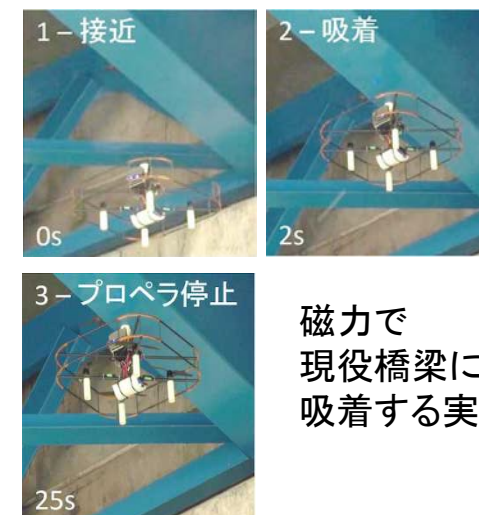 1 – 接近
0s
2 – 吸着
2s
3 – プロペラ停止
25s
磁力で
現役橋梁に
吸着する実